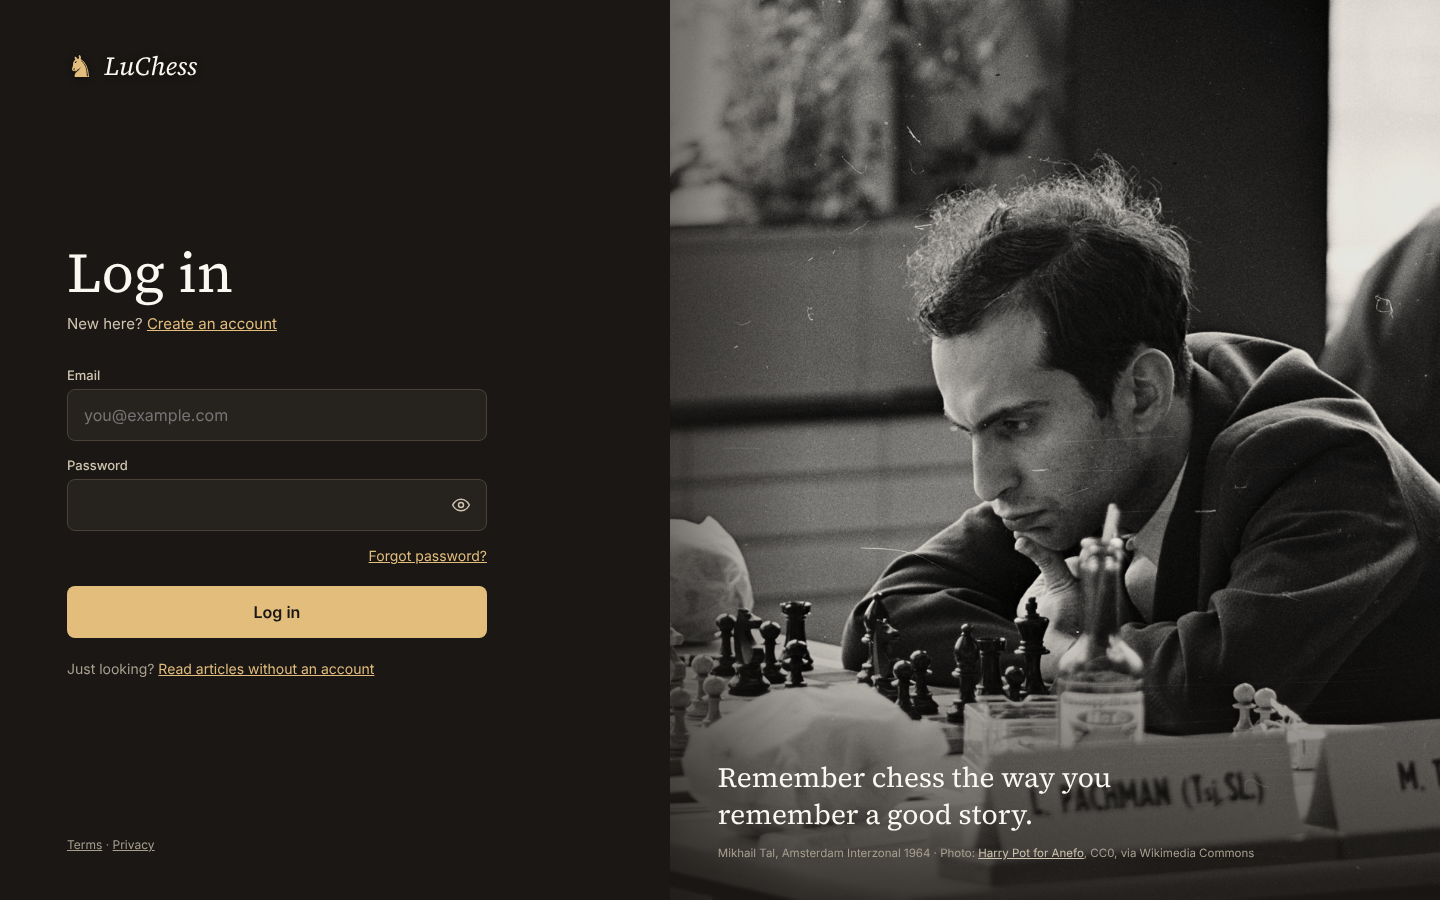 LuChess
Log in
New here? Create an account
Email
you@example.com
Password
Forgot password?
Log in
Just looking? Read articles without an account
Terms · Privacy
L. PACHMAN (Tsj. SL.)
M. T
Remember chess the way you
remember a good story.
Mikhail Tal, Amsterdam Interzonal 1964 · Photo: Harry Pot for Anefo, CC0, via Wikimedia Commons